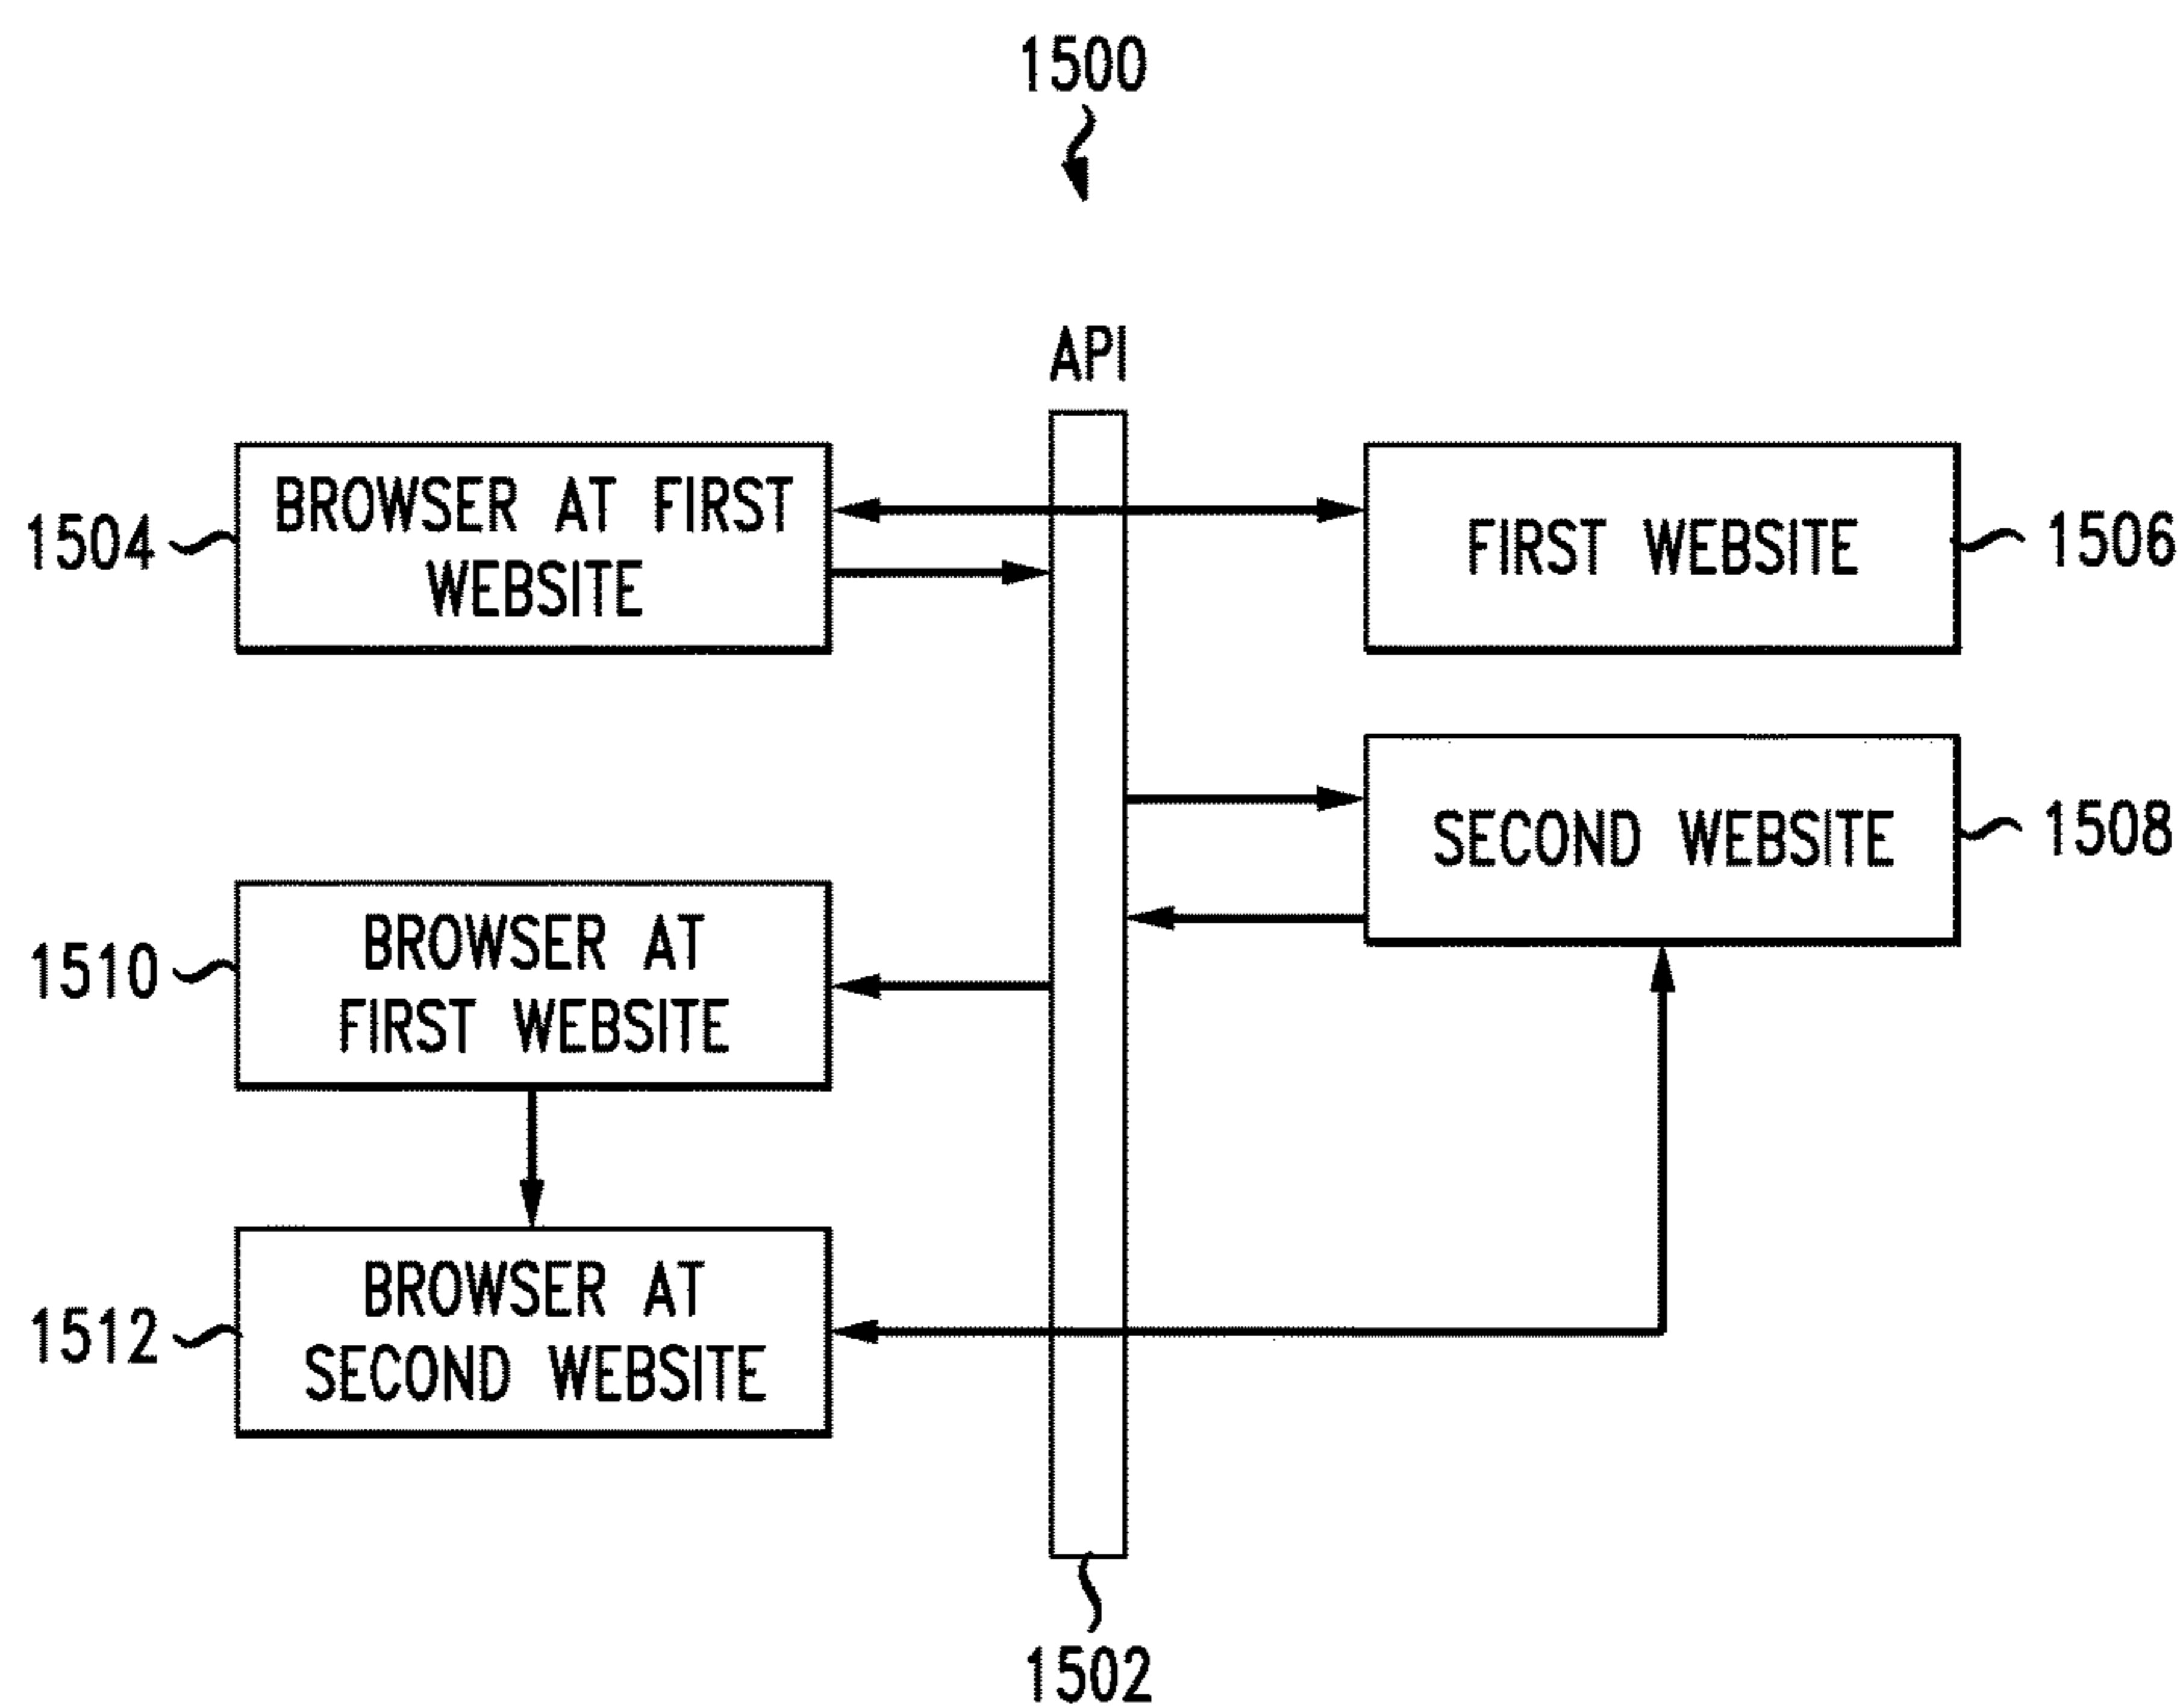 1500
API
1504
BROWSER AT FIRST
WEBSITE
FIRST WEBSITE
1506
SECOND WEBSITE
1508
1510
BROWSER AT
FIRST WEBSITE
1512
BROWSER AT
SECOND WEBSITE
1502